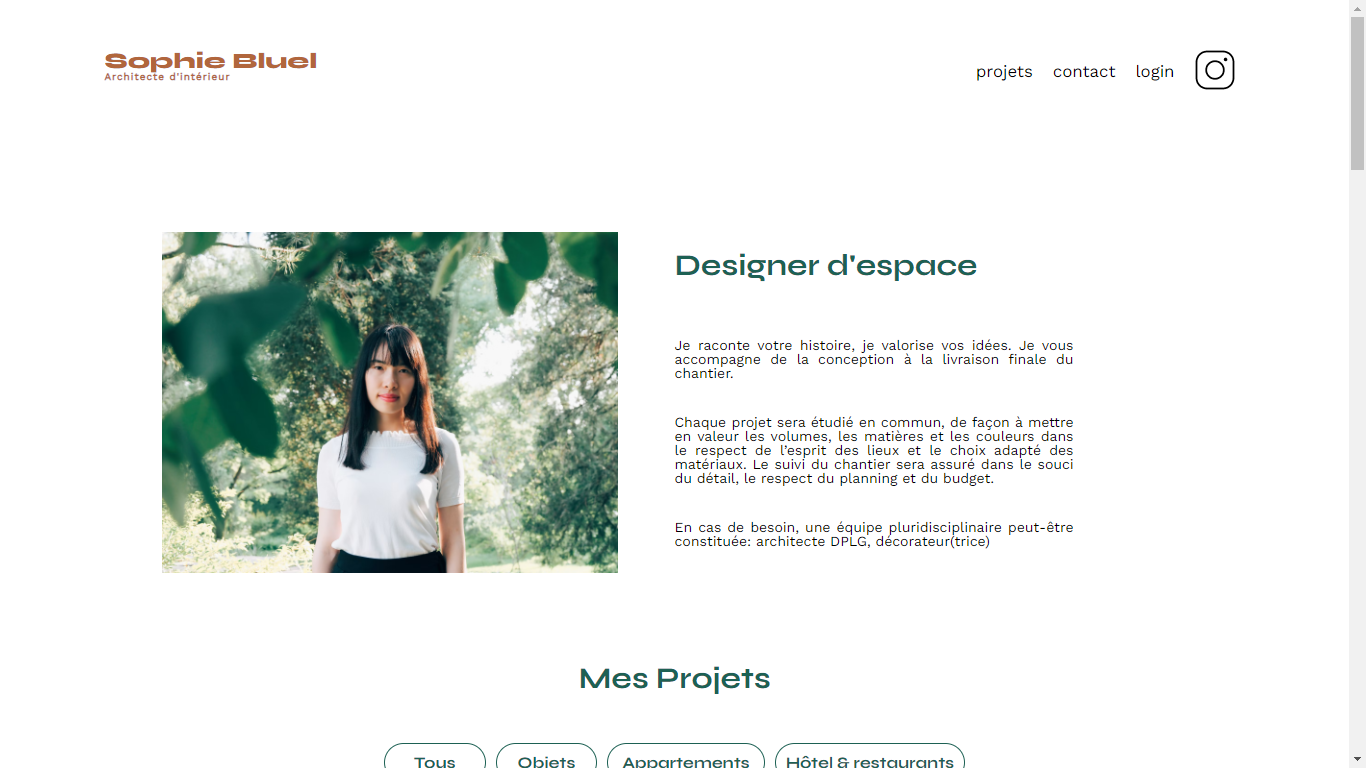 Sophie Bluel
Architecte d'intérieur
projets contact login
Designer d'espace
Je raconte votre histoire, je valorise vos idées. Je vous
accompagne de la conception à la livraison finale du
chantier.
Chaque projet sera étudié en commun, de façon à mettre
en valeur les volumes, les matières et les couleurs dans
le respect de l’esprit des lieux et le choix adapté des
matériaux. Le suivi du chantier sera assuré dans le souci
du détail, le respect du planning et du budget.
En cas de besoin, une équipe pluridisciplinaire peut-être
constituée: architecte DPLG, décorateur(trice)
Mes Projets
Tous Objets Appartements Hôtel & restaurants